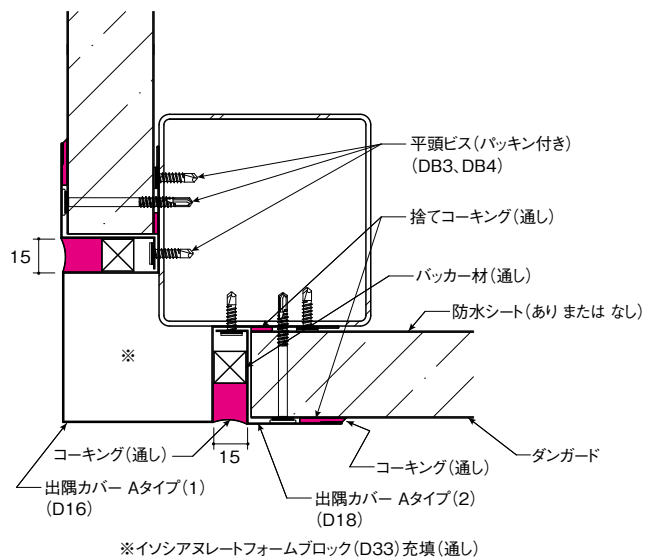 平頭ビス(パッキン付き)
(DB3、DB4)
捨てコーキング(通し)
15
バッカー材(通し)
防水シート(あり または なし)
※
コーキング(通し)
15
コーキング(通し)
ダンガード
出隅カバー Aタイプ(1)
(D16)
出隅カバー Aタイプ(2)
(D18)
※イソシアヌレートフォームブロック(D33)充填(通し)